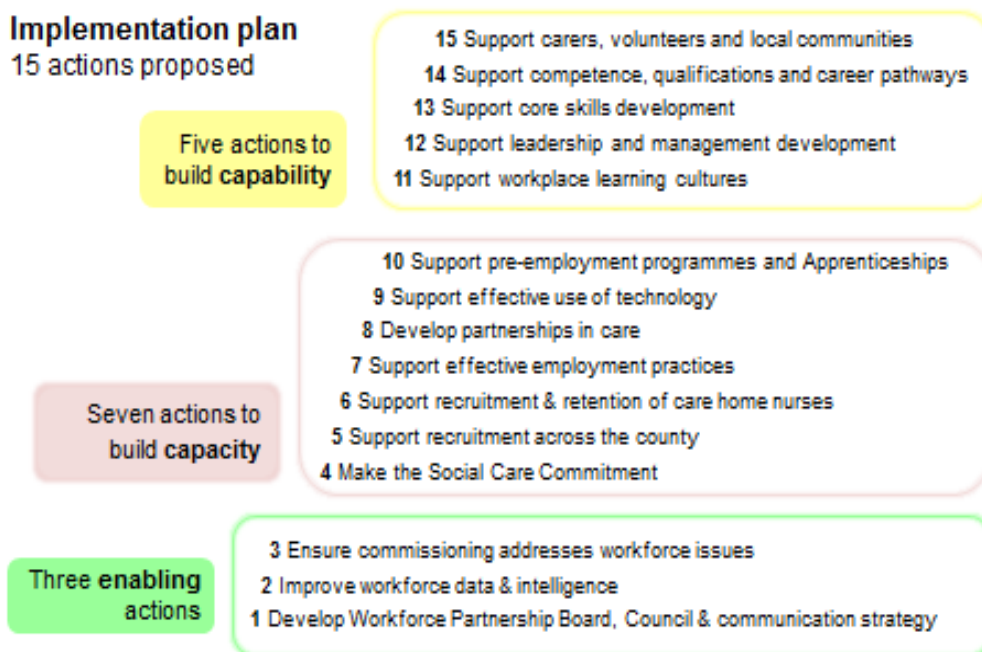 Implementation plan
15 actions proposed
15 Support carers, volunteers and local communities
14 Support competence, qualifications and career pathways
13 Support core skills development
12 Support leadership and management development
11 Support workplace learning cultures
Five actions to
build capability
10 Support pre-employment programmes and Apprenticeships
9 Support effective use of technology
8 Develop partnerships in care
7 Support effective employment practices
6 Support recruitment & retention of care home nurses
5 Support recruitment across the county
4 Make the Social Care Commitment
Seven actions to
build capacity
3 Ensure commissioning addresses workforce issues
2 Improve workforce data & intelligence
1 Develop Workforce Partnership Board, Council & communication strategy
Three enabling
actions